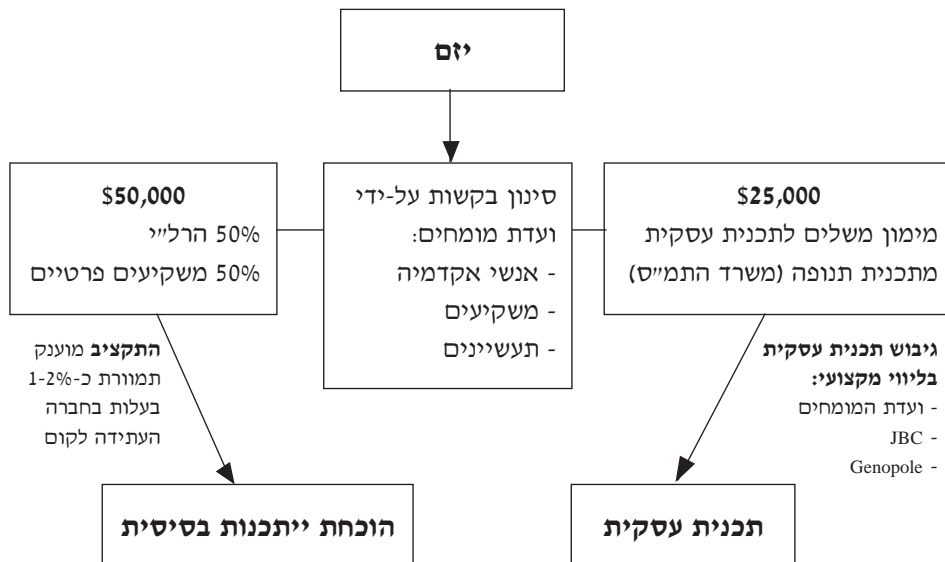 יזם
$25,000
מימון משלים לתכנית עסקית
מתכנית תנופה (משרד התמ״ס)
סינון בקשות על-ידי
ועדת מומחים:
- אנשי אקדמיה
- משקיעים
- תעשיינים
$50,000
50% הרל״י
50% משקיעים פרטיים
גיבוש תכנית עסקית
בליווי מקצועי:
- ועדת המומחים
- JBC
- Genopole
התקציב מוענק
תמורת כ-1-2%
בעלות בחברה
העתידה לקום
תכנית עסקית
הוכחת ייתכנות בסיסית